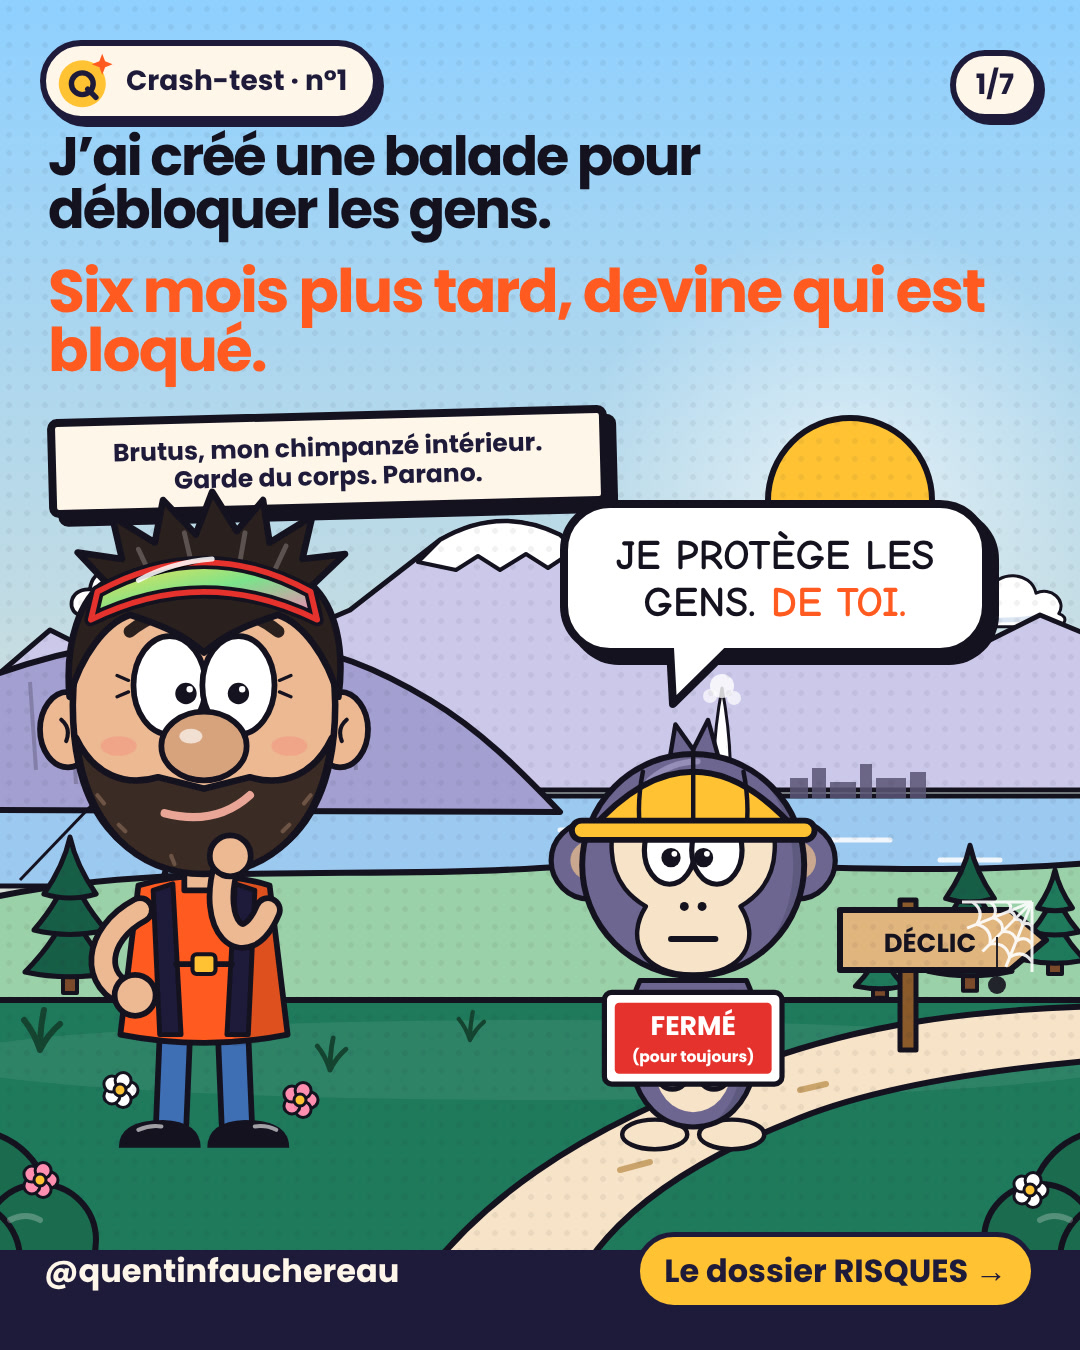 Q
Crash-test · n°1
1/7
J’ai créé une balade pour
débloquer les gens.
Six mois plus tard, devine qui est
bloqué.
Brutus, mon chimpanzé intérieur.
Garde du corps. Parano.
JE PROTÈGE LES
GENS. DE TOI.
DÉCLIC
FERMÉ
(pour toujours)
@quentinfauchereau
Le dossier RISQUES →